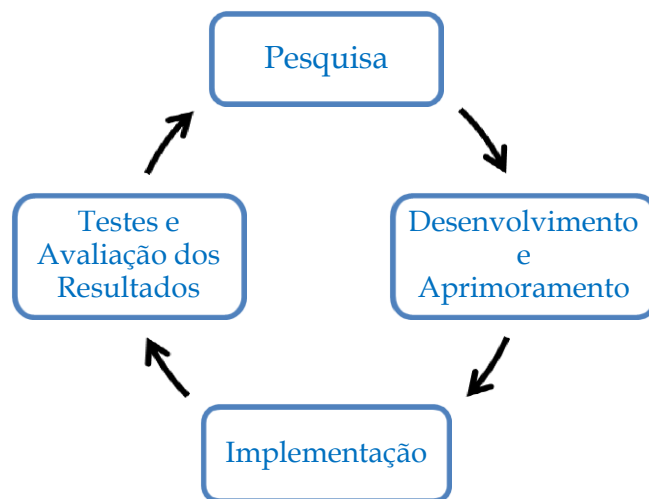 Pesquisa
Testes e
Avaliação dos
Resultados
Desenvolvimento
e
Aprimoramento
Implementação